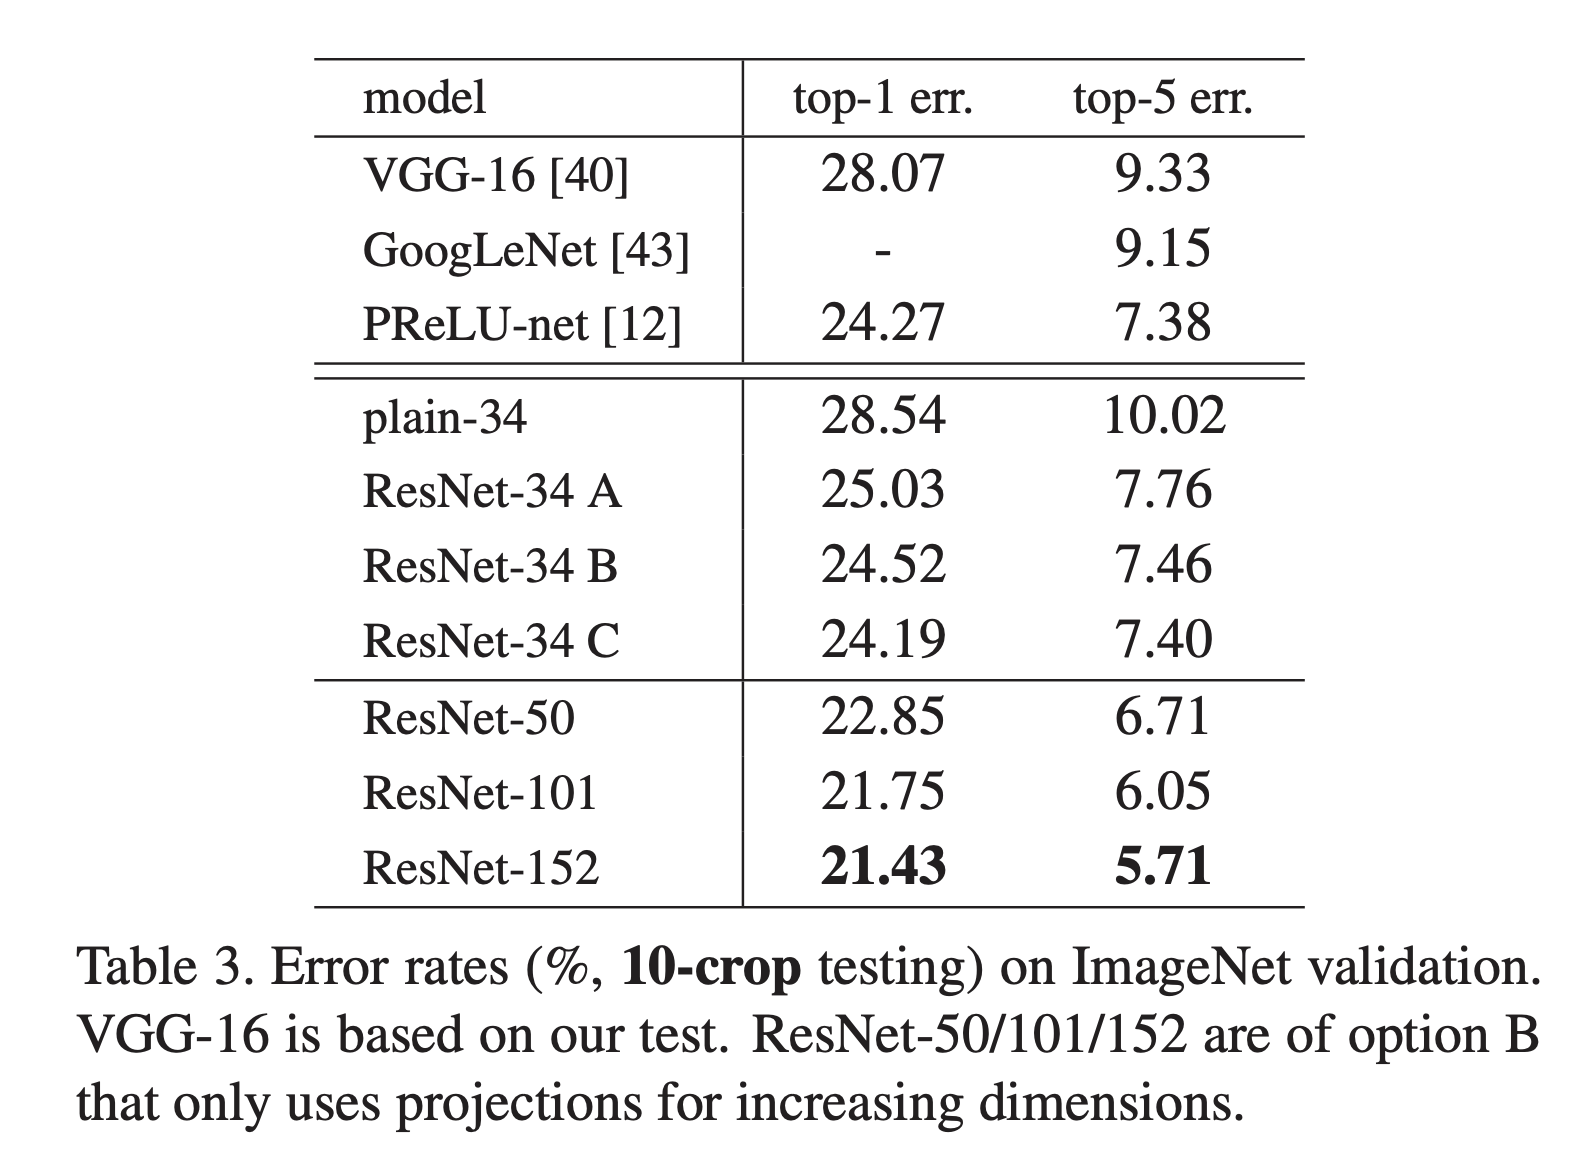 model top-1 err. top-5 err.
VGG-16 [40] 28.07 9.33
GoogLeNet [43] - 9.15
PReLU-net [12] 24.27 7.38
plain-34 28.54 10.02
ResNet-34 A 25.03 7.76
ResNet-34 B 24.52 7.46
ResNet-34 C 24.19 7.40
ResNet-50 22.85 6.71
ResNet-101 21.75 6.05
ResNet-152 21.43 5.71
Table 3. Error rates (%, 10-crop testing) on ImageNet validation.
VGG-16 is based on our test. ResNet-50/101/152 are of option B
that only uses projections for increasing dimensions.